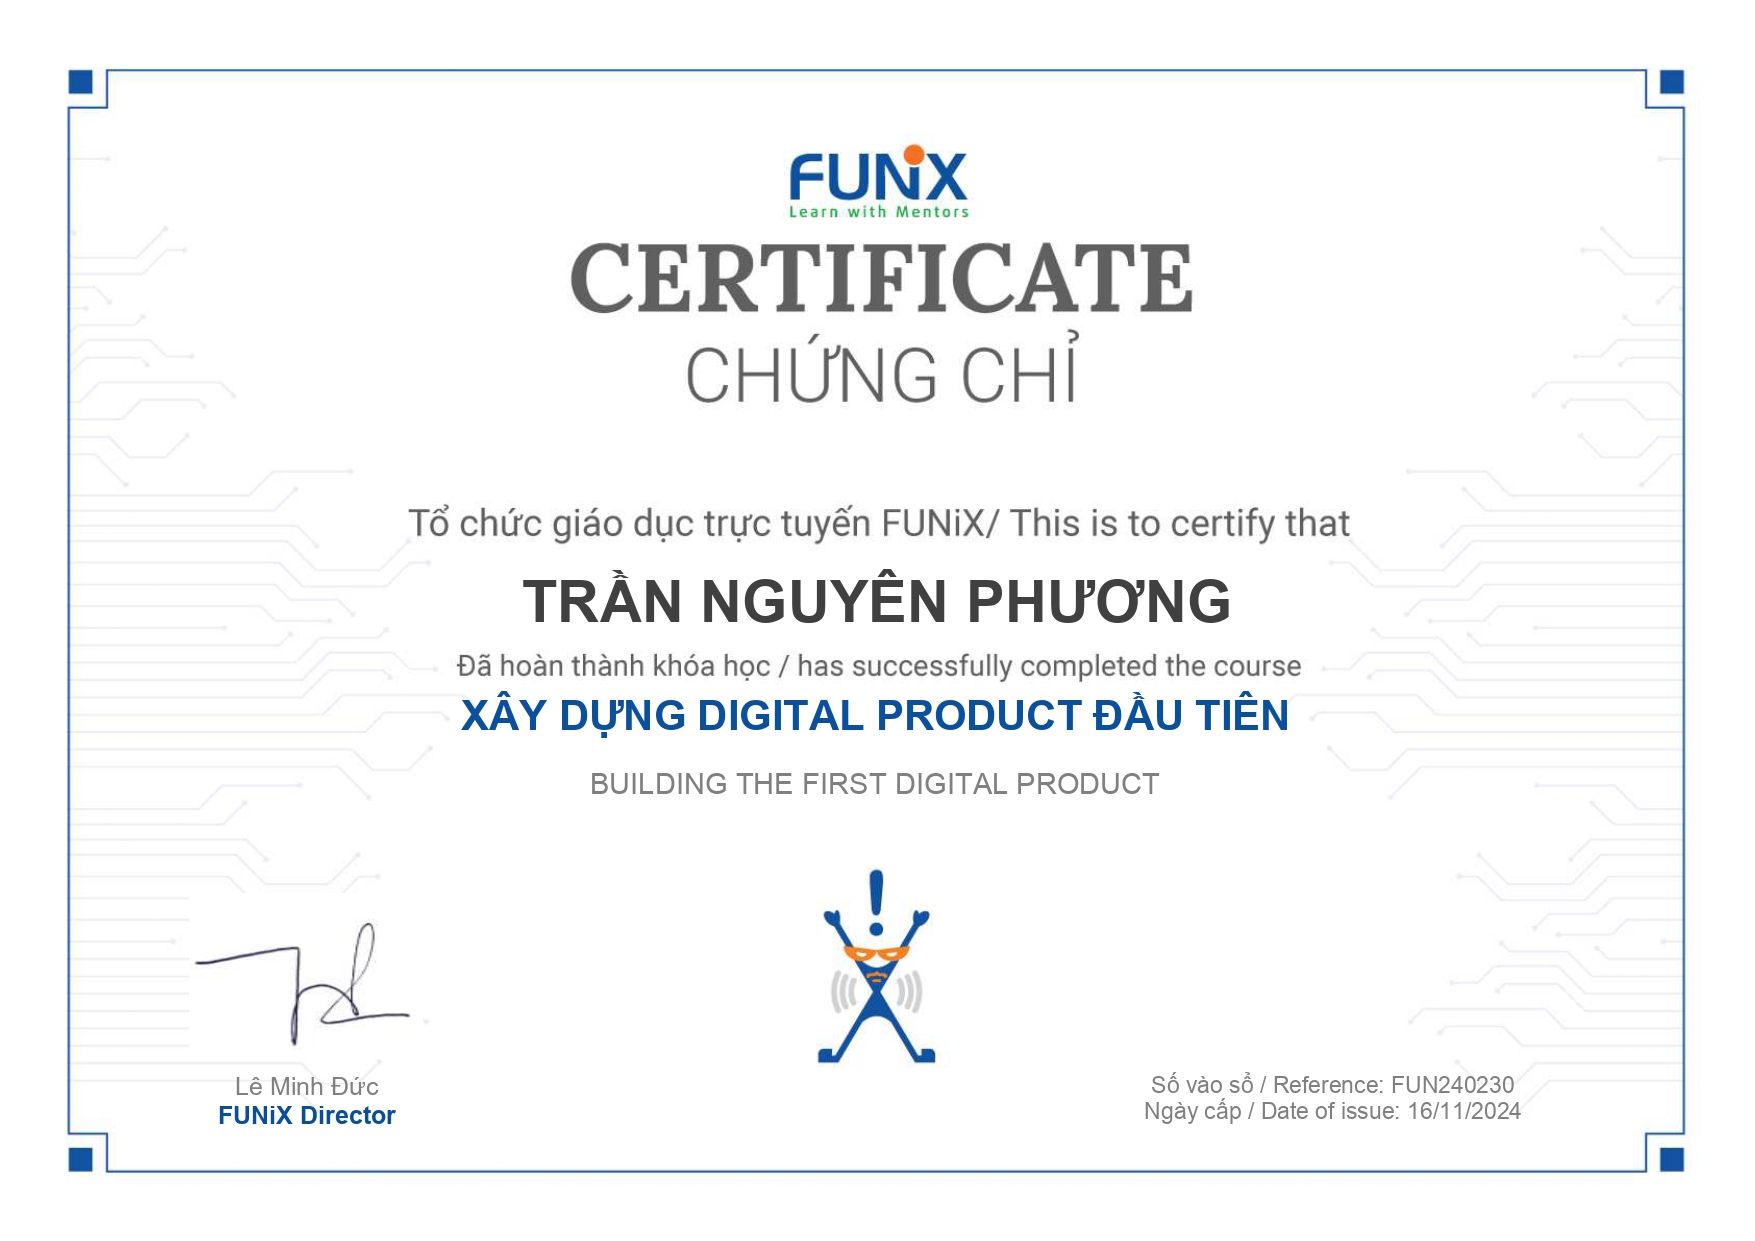 FUNiX
Learn with Mentors
CERTIFICATE
CHỨNG CHỈ
Tổ chức giáo dục trực tuyến FUNiX/ This is to certify that
TRẦN NGUYÊN PHƯƠNG
Đã hoàn thành khóa học / has successfully completed the course
XÂY DỰNG DIGITAL PRODUCT ĐẦU TIÊN
BUILDING THE FIRST DIGITAL PRODUCT
Lê Minh Đức
FUNiX Director
Số vào sổ / Reference: FUN240230
Ngày cấp / Date of issue: 16/11/2024